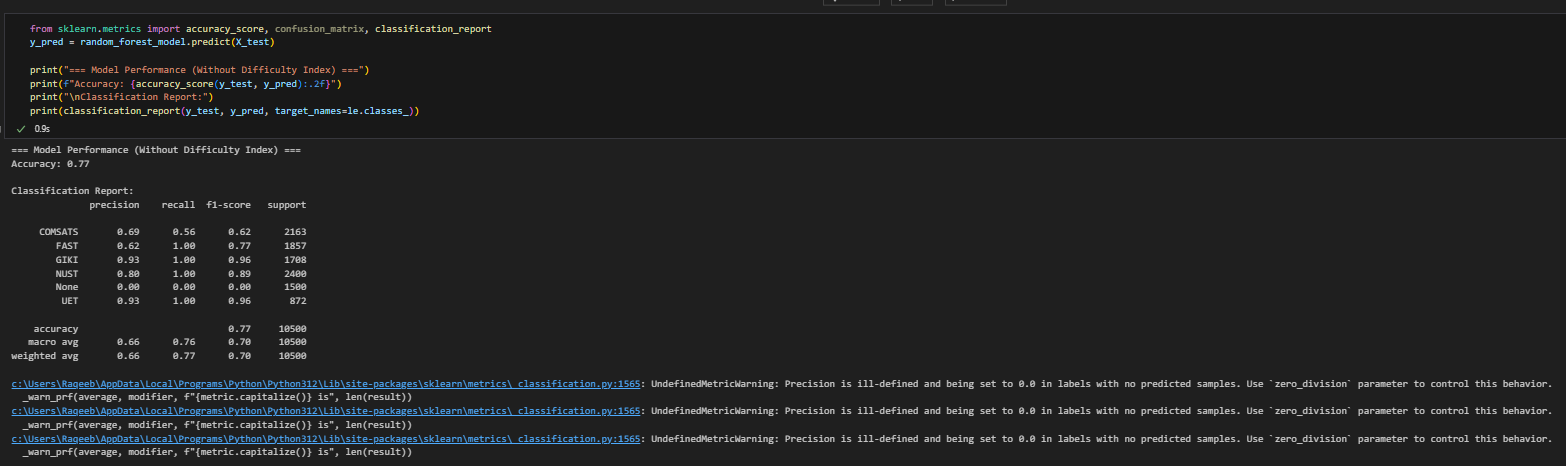 from sklearn.metrics import accuracy_score, confusion_matrix, classification_report
y_pred = random_forest_model.predict(X_test)
print("=== Model Performance (Without Difficulty Index) ===")
print(f"Accuracy: {accuracy_score(y_test, y_pred):.2f}")
print("\nClassification Report:")
print(classification_report(y_test, y_pred, target_names=le.classes_))
0.9s
=== Model Performance (Without Difficulty Index) ===
Accuracy: 0.77
Classification Report:
precision recall f1-score support
COMSATS 0.69 0.56 0.62 2163
FAST 0.62 1.00 0.77 1857
GIKI 0.93 1.00 0.96 1708
NUST 0.80 1.00 0.89 2400
None 0.00 0.00 0.00 1500
UET 0.93 1.00 0.96 872
accuracy 0.77 10500
macro avg 0.66 0.76 0.70 10500
weighted avg 0.66 0.77 0.70 10500
c:\Users\Raqeeb\AppData\Local\Programs\Python\Python312\Lib\site-packages\sklearn\metrics\_classification.py:1565: UndefinedMetricWarning: Precision is ill-defined and being set to 0.0 in labels with no predicted samples. Use `zero_division` parameter to control this behavior.
_warn_prf(average, modifier, f"{metric.capitalize()} is", len(result))
c:\Users\Raqeeb\AppData\Local\Programs\Python\Python312\Lib\site-packages\sklearn\metrics\_classification.py:1565: UndefinedMetricWarning: Precision is ill-defined and being set to 0.0 in labels with no predicted samples. Use `zero_division` parameter to control this behavior.
_warn_prf(average, modifier, f"{metric.capitalize()} is", len(result))
c:\Users\Raqeeb\AppData\Local\Programs\Python\Python312\Lib\site-packages\sklearn\metrics\_classification.py:1565: UndefinedMetricWarning: Precision is ill-defined and being set to 0.0 in labels with no predicted samples. Use `zero_division` parameter to control this behavior.
_warn_prf(average, modifier, f"{metric.capitalize()} is", len(result))